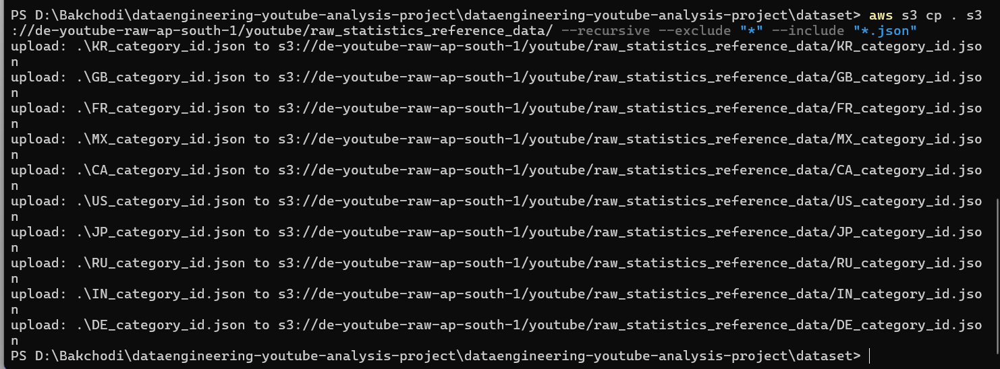 PS D:\Bakchodi\dataengineering-youtube-analysis-project\dataengineering-youtube-analysis-project\dataset> aws s3 cp . s3
://de-youtube-raw-ap-south-1/youtube/raw_statistics_reference_data/ --recursive --exclude "*" --include "*.json"
upload: .\KR_category_id.json to s3://de-youtube-raw-ap-south-1/youtube/raw_statistics_reference_data/KR_category_id.jso
n
upload: .\GB_category_id.json to s3://de-youtube-raw-ap-south-1/youtube/raw_statistics_reference_data/GB_category_id.jso
n
upload: .\FR_category_id.json to s3://de-youtube-raw-ap-south-1/youtube/raw_statistics_reference_data/FR_category_id.jso
n
upload: .\MX_category_id.json to s3://de-youtube-raw-ap-south-1/youtube/raw_statistics_reference_data/MX_category_id.jso
n
upload: .\CA_category_id.json to s3://de-youtube-raw-ap-south-1/youtube/raw_statistics_reference_data/CA_category_id.jso
n
upload: .\US_category_id.json to s3://de-youtube-raw-ap-south-1/youtube/raw_statistics_reference_data/US_category_id.jso
n
upload: .\JP_category_id.json to s3://de-youtube-raw-ap-south-1/youtube/raw_statistics_reference_data/JP_category_id.jso
n
upload: .\RU_category_id.json to s3://de-youtube-raw-ap-south-1/youtube/raw_statistics_reference_data/RU_category_id.jso
n
upload: .\IN_category_id.json to s3://de-youtube-raw-ap-south-1/youtube/raw_statistics_reference_data/IN_category_id.jso
n
upload: .\DE_category_id.json to s3://de-youtube-raw-ap-south-1/youtube/raw_statistics_reference_data/DE_category_id.jso
n
PS D:\Bakchodi\dataengineering-youtube-analysis-project\dataengineering-youtube-analysis-project\dataset>